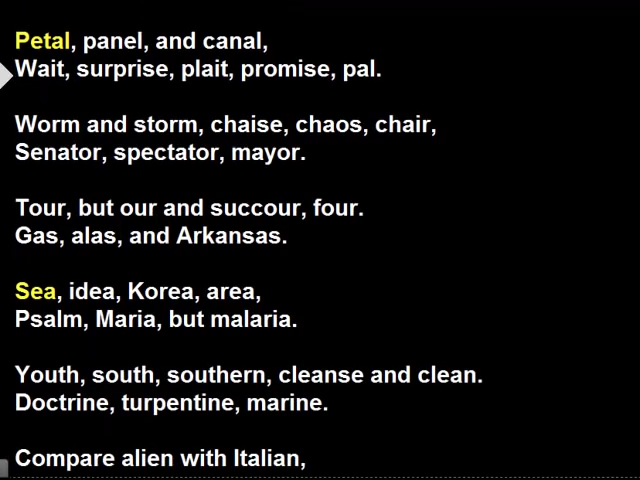 Petal, panel, and canal,
Wait, surprise, plait, promise, pal.
Worm and storm, chaise, chaos, chair,
Senator, spectator, mayor.
Tour, but our and succour, four.
Gas, alas, and Arkansas.
Sea, idea, Korea, area,
Psalm, Maria, but malaria.
Youth, south, southern, cleanse and clean.
Doctrine, turpentine, marine.
Compare alien with Italian,